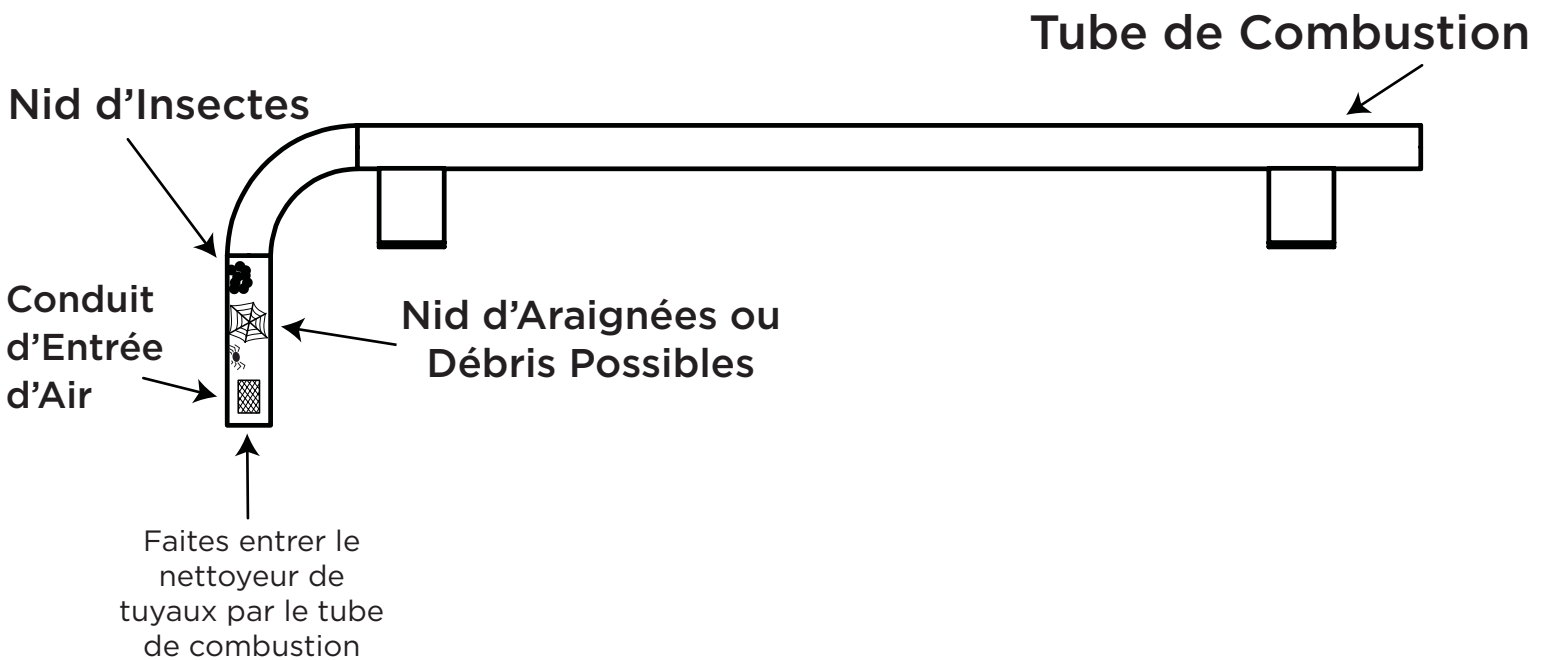 Tube de Combustion
Nid d’Insectes
Conduit
d’Entrée
d’Air
Nid d’Araignées ou
Débris Possibles
Faites entrer le
nettoyeur de
tuyaux par le tube
de combustion